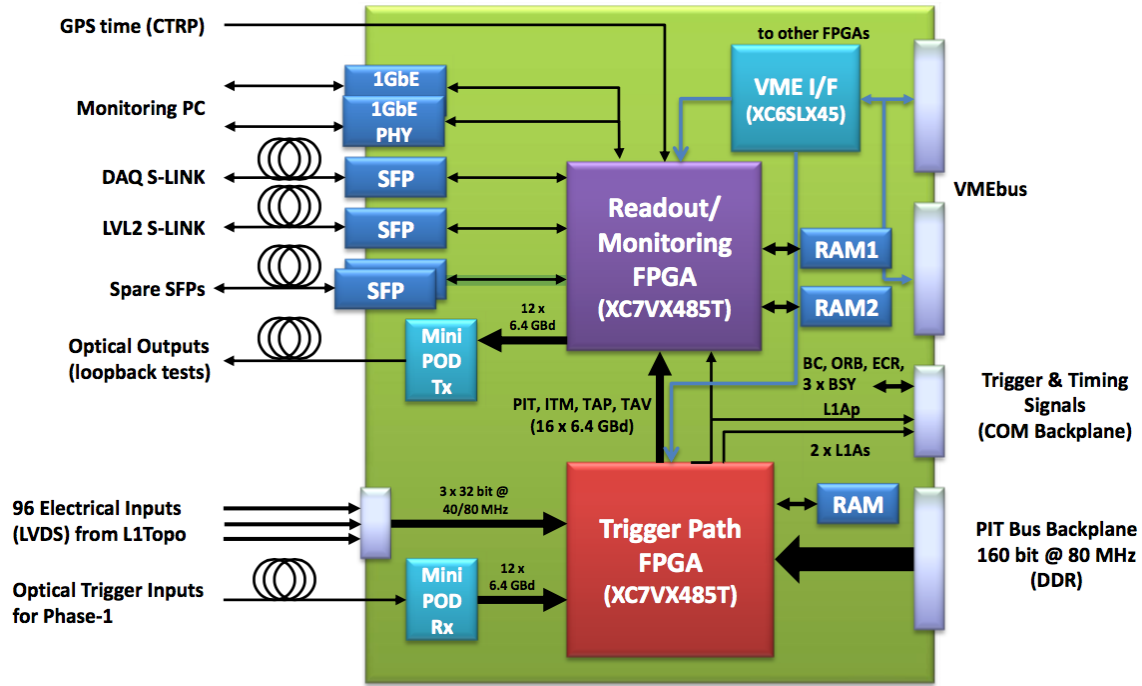 GPS time (CTRP)
to other FPGAs
1GbE
1GbE
PHY
Monitoring PC
VME I/F
(XC6SLX45)
DAQ S-LINK
SFP
VMEbus
LVL2 S-LINK
SFP
Readout/
Monitoring
FPGA
(XC7VX485T)
RAM1
RAM2
Spare SFPs
SFP
12 x
6.4 GBd
Mini
POD
Tx
Optical Outputs
(loopback tests)
BC, ORB, ECR,
3 x BSY
L1Ap
2 x L1As
Trigger & Timing
Signals
(COM Backplane)
PIT, ITM, TAP, TAV
(16 x 6.4 GBd)
96 Electrical Inputs
(LVDS) from L1Topo
3 x 32 bit @
40/80 MHz
Trigger Path
FPGA
(XC7VX485T)
RAM
PIT Bus Backplane
160 bit @ 80 MHz
(DDR)
Optical Trigger Inputs
for Phase-1
Mini
POD
Rx
12 x
6.4 GBd